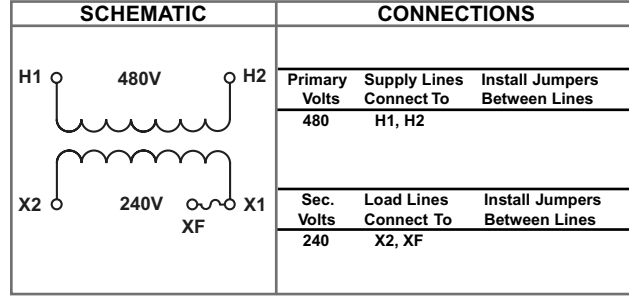 SCHEMATIC
CONNECTIONS
H1 480V H2
X2 240V XF X1
Primary Volts Supply Lines Connect To Install Jumpers Between Lines
480 H1, H2
Sec. Volts Load Lines Connect To Install Jumpers Between Lines
240 X2, XF